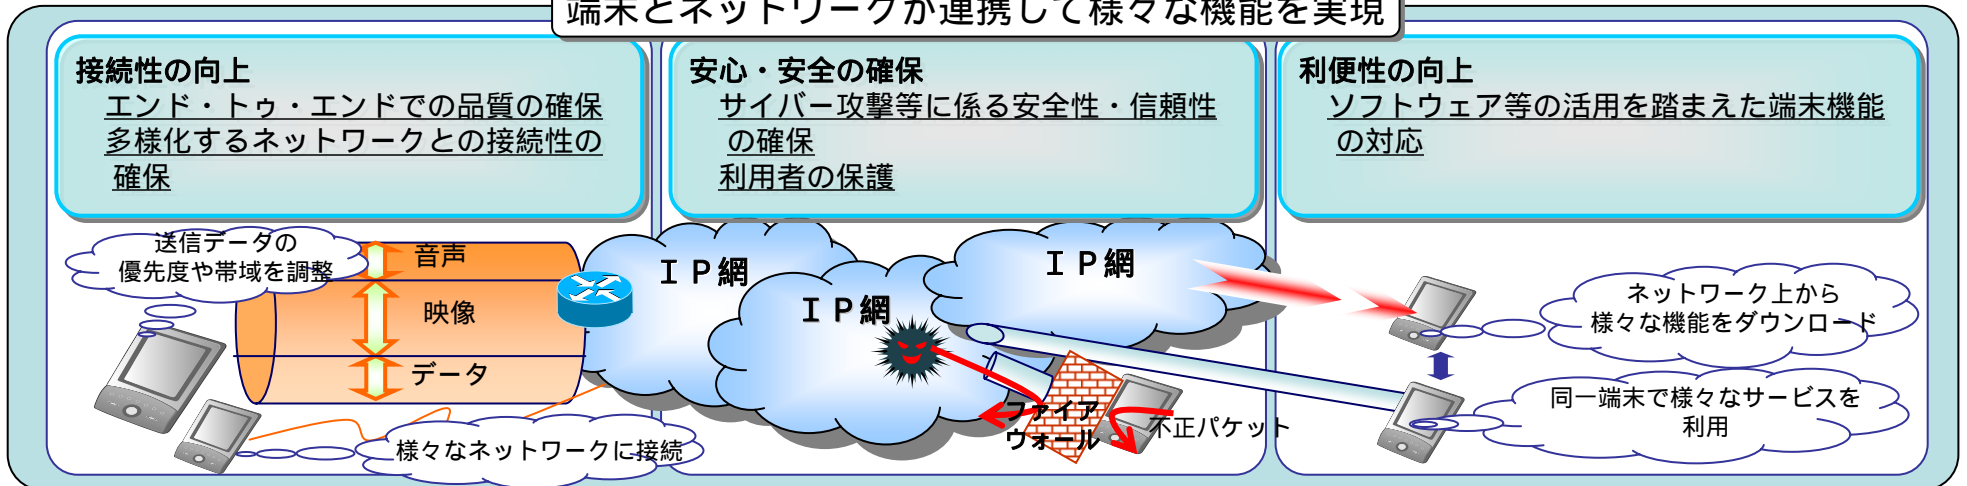 端末とネットワークが連携して様々な機能を実現
接続性の向上
エンド・トゥ・エンドでの品質の確保
多様化するネットワークとの接続性の
確保
安心・安全の確保
サイバー攻撃等に係る安全性・信頼性
の確保
利用者の保護
利便性の向上
ソフトウェア等の活用を踏まえた端末機能
の対応
送信データの
優先度や帯域を調整
音声
映像
データ
様々なネットワークに接続
ＩＰ網
ＩＰ網
ＩＰ網
ファイア
ウォール
不正パケット
ネットワーク上から
様々な機能をダウンロード
同一端末で様々なサービスを
利用